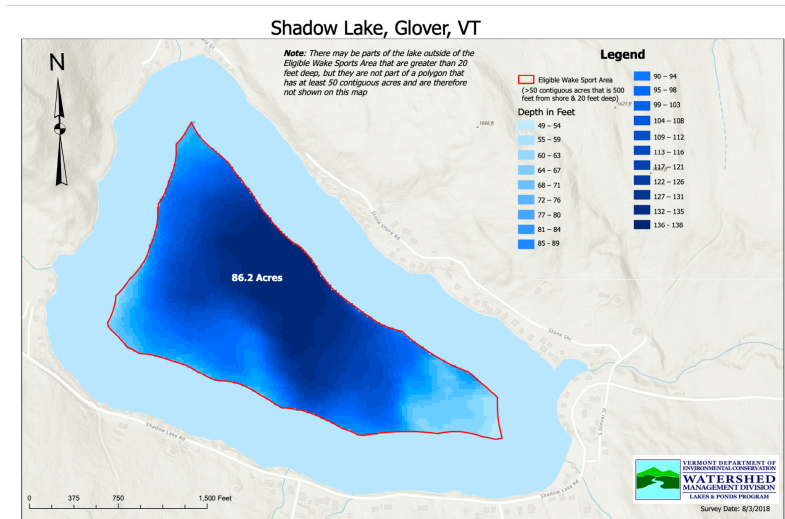 Shadow Lake, Glover, VT
N
Note: There may be parts of the lake outside of the
Eligible Wake Sports Area that are greater than 20
feet deep, but they are not part of a polygon that
has at least 50 contiguous acres and are therefore
not shown on this map
Legend
Eligible Wake Sport Area
(>50 contiguous acres that is 500
feet from shore & 20 feet deep)
Depth in Feet
49 – 54
55 – 59
60 – 63
64 – 67
68 – 71
72 – 76
77 – 80
81 – 84
85 - 89
90 – 94
95 – 98
99 – 103
104 – 108
109 – 112
113 – 116
117 – 121
122 – 126
127 – 131
132 – 135
136 - 138
Stone Shore Rd
86.2 Acres
Stone Sho
Shadow Lake Rd
Shadow Lake Rd
0 375 750 1,500 Feet
VERMONT DEPARTMENT OF
ENVIRONMENTAL CONSERVATION
WATERSHED
MANAGEMENT DIVISION
LAKES & PONDS PROGRAM
Survey Date: 8/3/2018